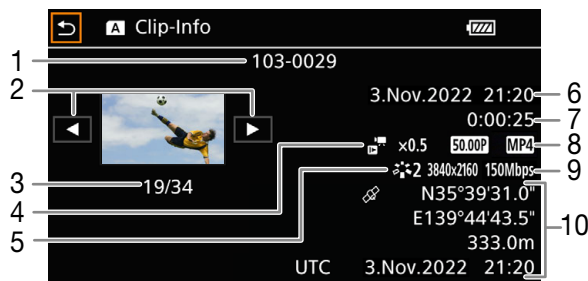 A Clip-Info
1 103-0029
2
3.Nov.2022 21:20 6
0:00:25 7
×0.5 50.00P MP4 8
3 19/34
2 3840x2160 150Mbps 9
4
N35°39'31.0"
E139°44'43.5" 10
5
333.0m
UTC 3.Nov.2022 21:20